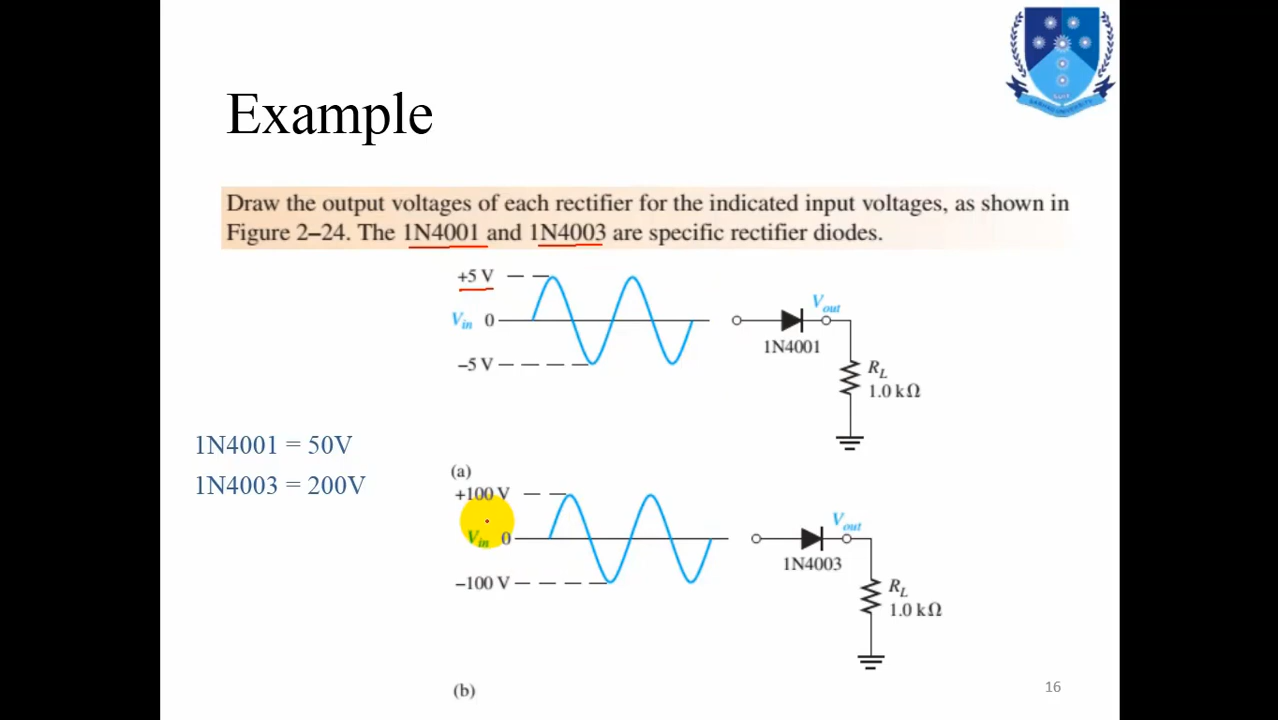 Example
Draw the output voltages of each rectifier for the indicated input voltages, as shown in
Figure 2–24. The 1N4001 and 1N4003 are specific rectifier diodes.
+5 V
Vin 0
–5 V
Vout
1N4001
RL
1.0 kΩ
1N4001 = 50V
1N4003 = 200V
(a)
+100 V
Vin 0
–100 V
Vout
1N4003
RL
1.0 kΩ
(b)
16